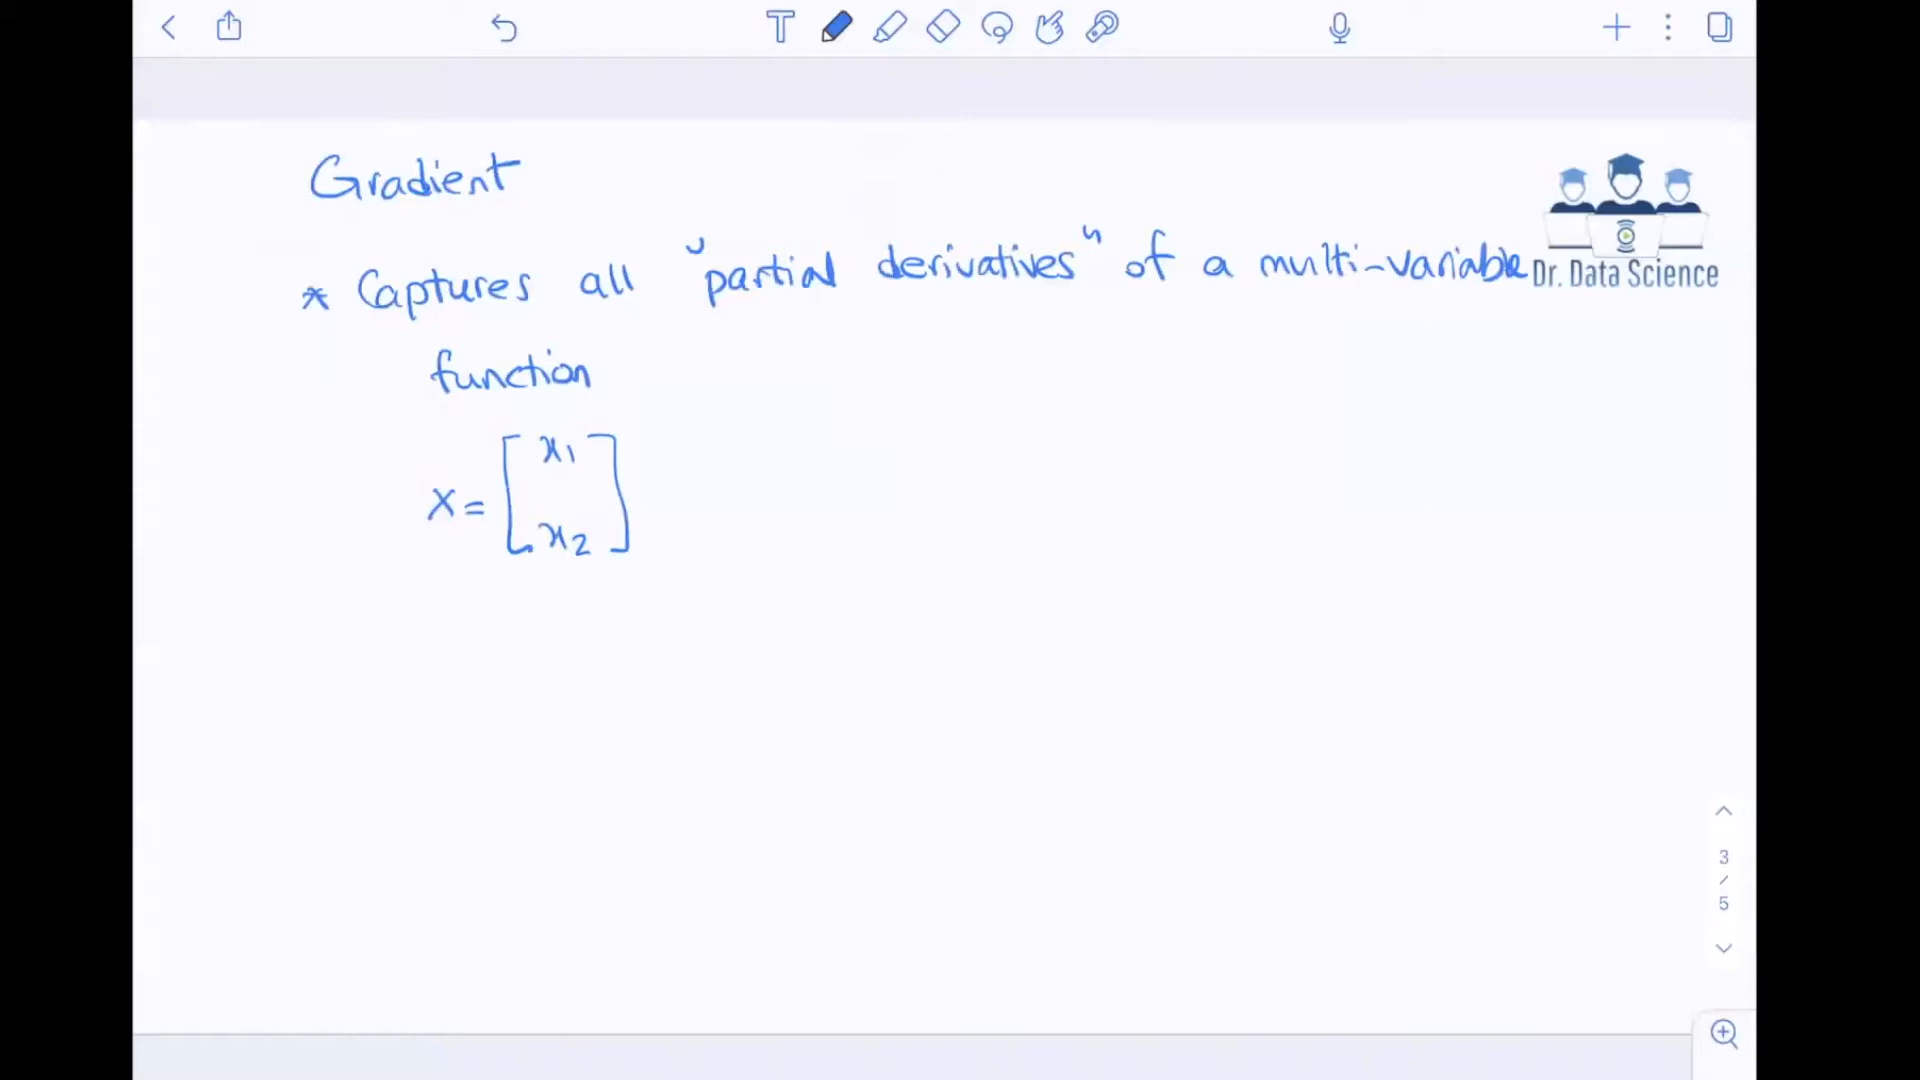 Gradient
* Captures all "partial derivatives" of a multi-variable
function
X = [ x1
x2 ]
Dr. Data Science
3
/
5